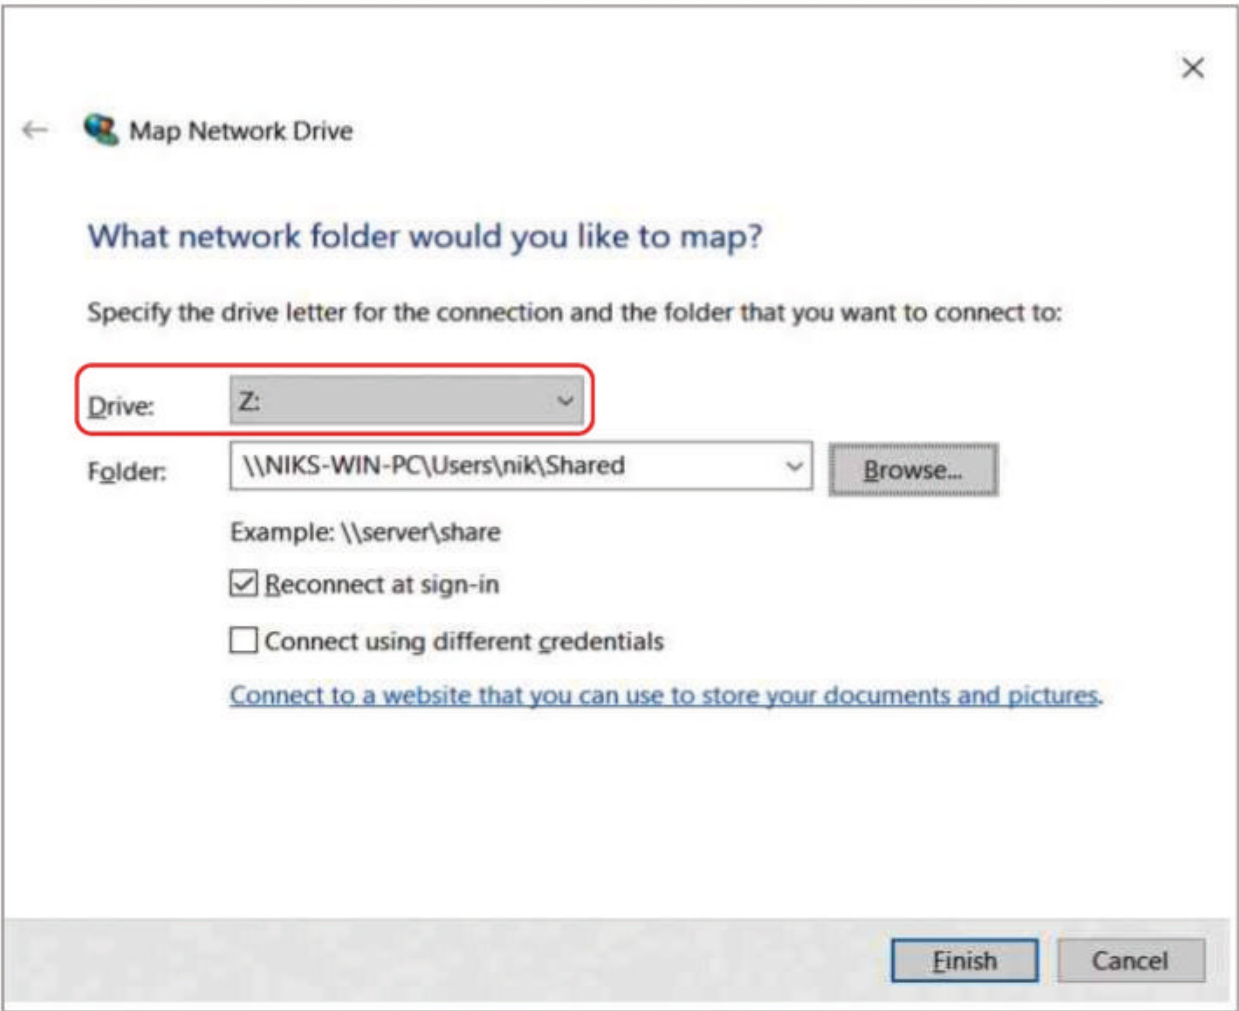 Map Network Drive
What network folder would you like to map?
Specify the drive letter for the connection and the folder that you want to connect to:
Drive: Z:
Folder: \\NIKS-WIN-PC\Users\nik\Shared Browse...
Example: \\server\share
Reconnect at sign-in
Connect using different credentials
Connect to a website that you can use to store your documents and pictures.
Finish Cancel